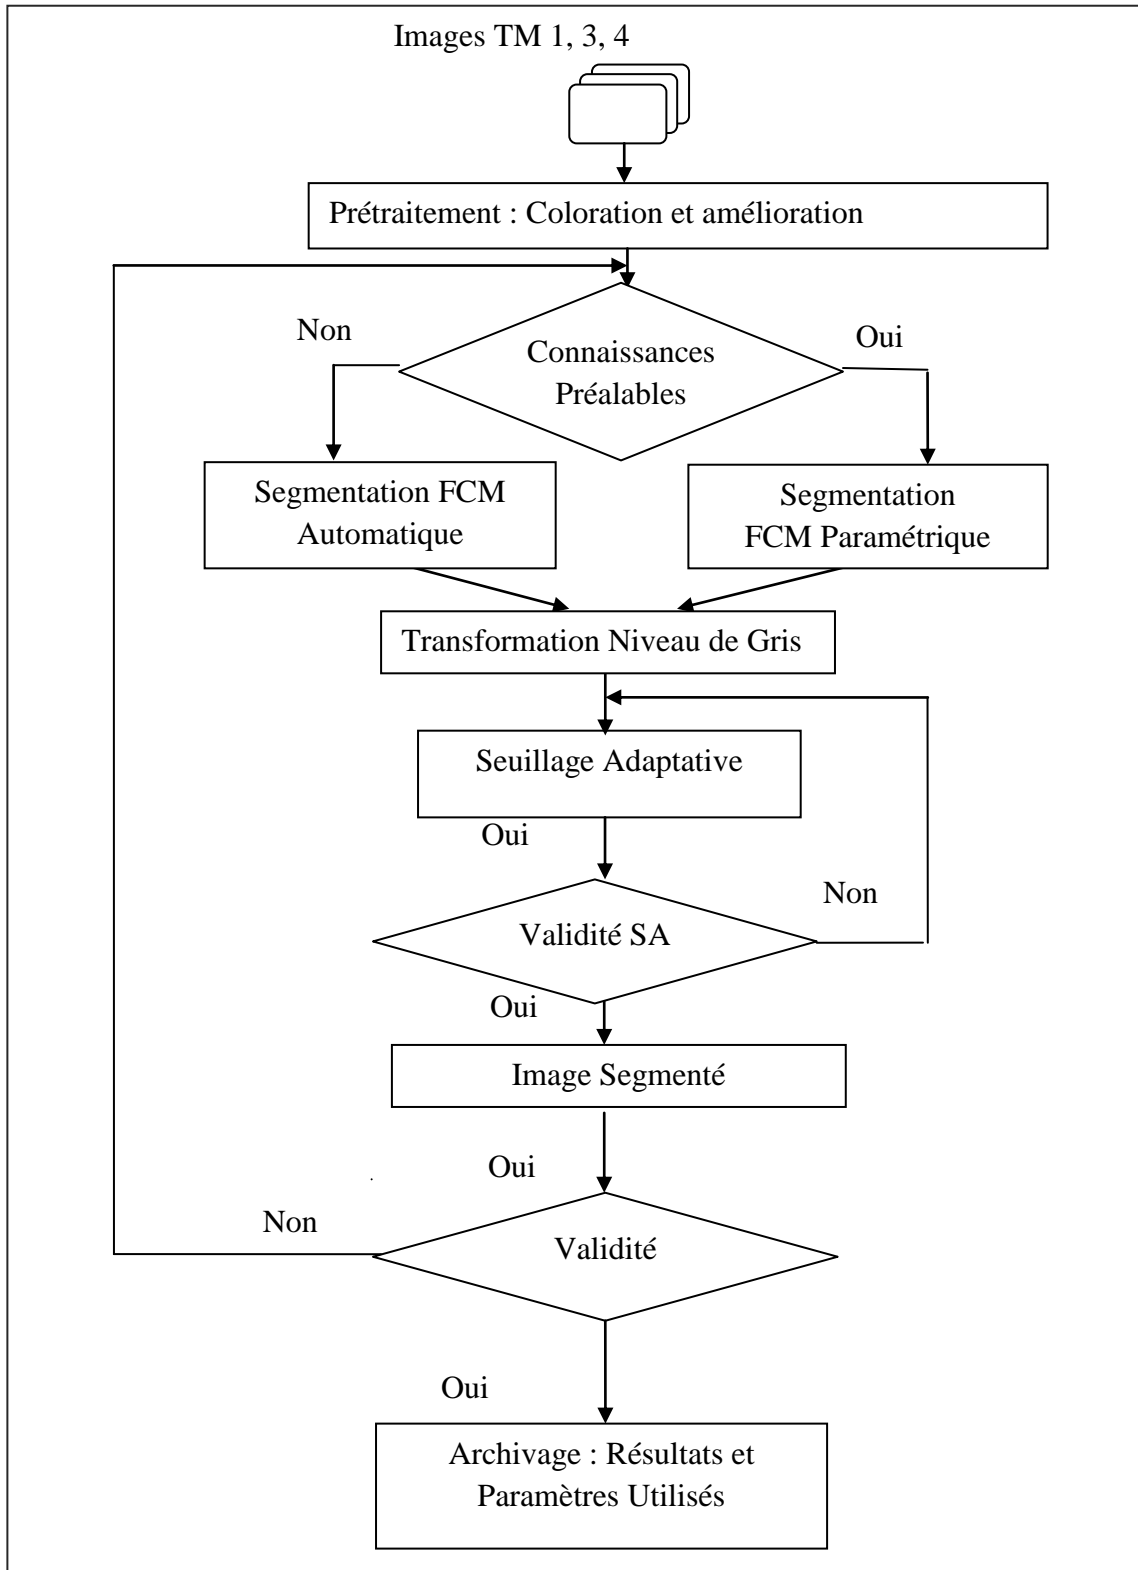 Images TM 1, 3, 4
Prétraitement : Coloration et amélioration
Non
Oui
Connaissances
Préalables
Segmentation FCM
Automatique
Segmentation
FCM Paramétrique
Transformation Niveau de Gris
Seuillage Adaptative
Oui
Non
Validité SA
Oui
Image Segmenté
Oui
Non
Validité
Oui
Archivage : Résultats et
Paramètres Utilisés